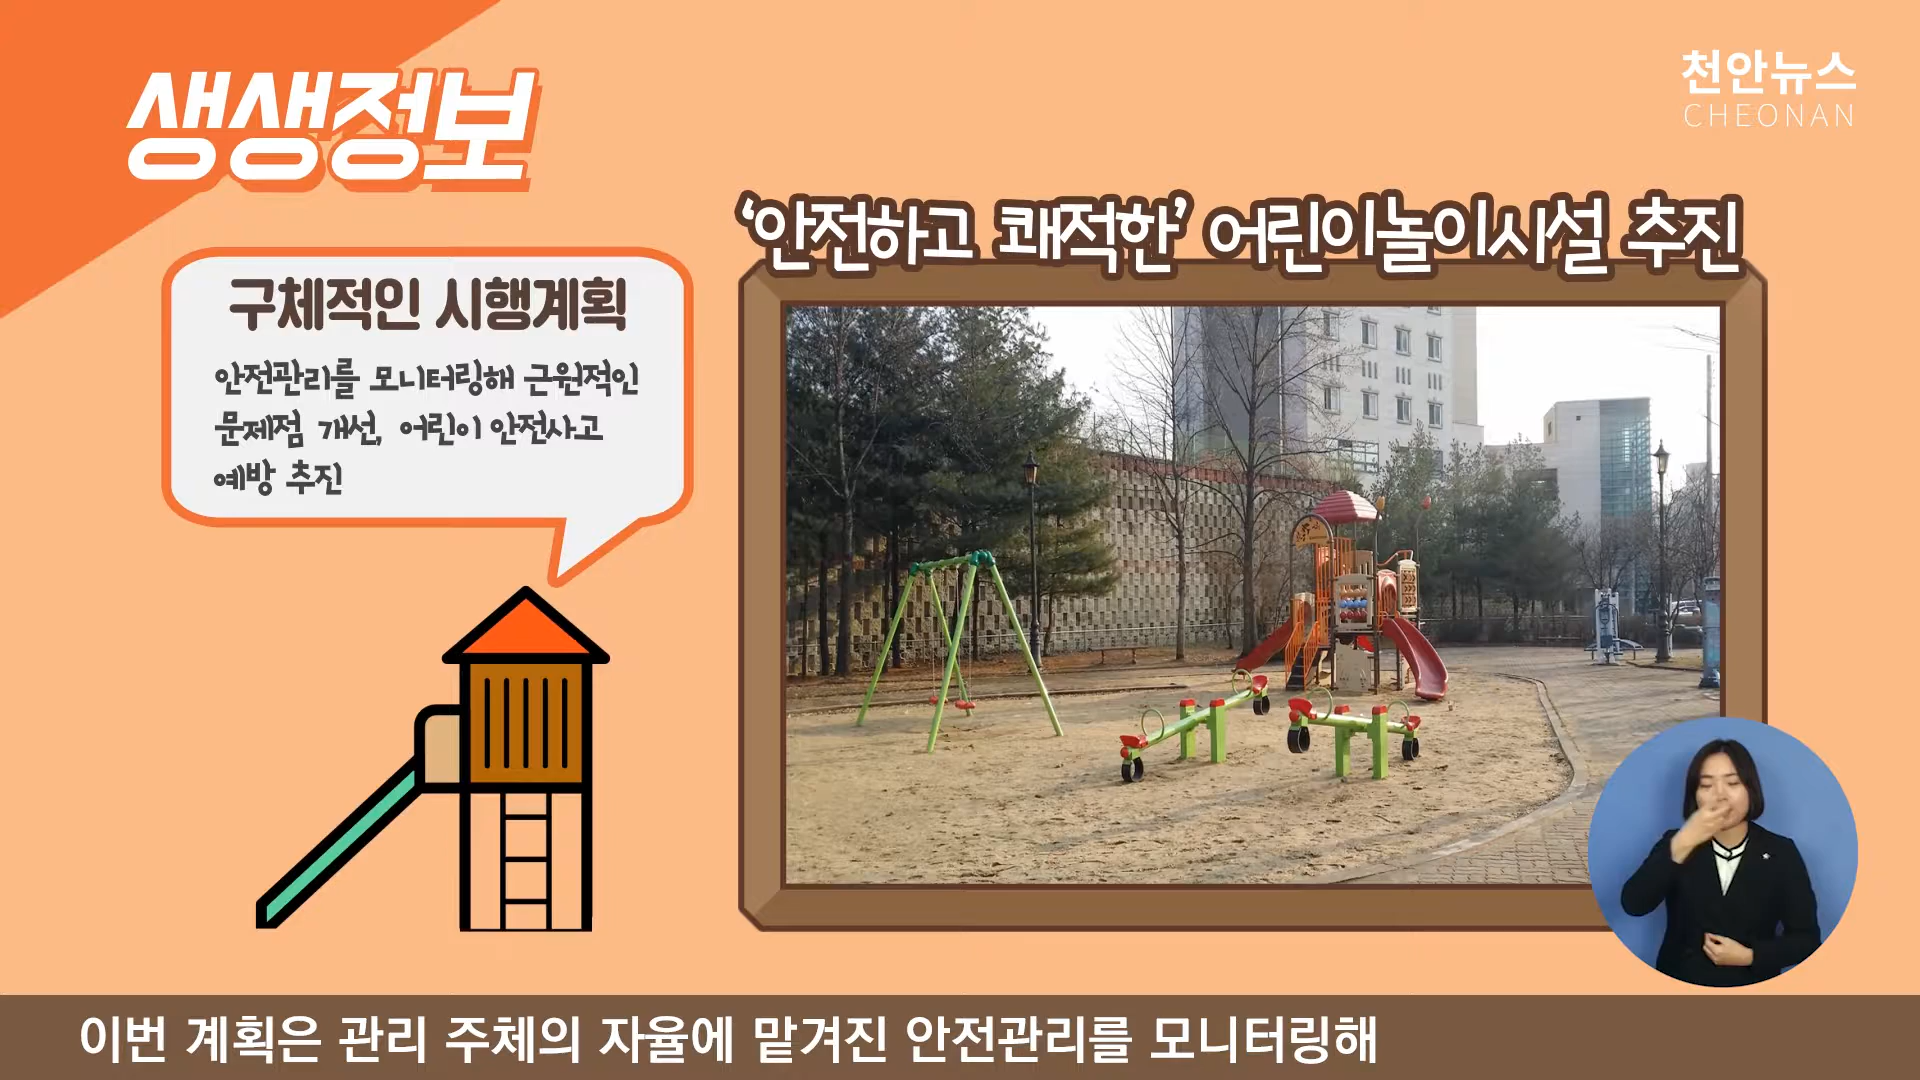 생생정보
천안뉴스
CHEONAN
‘안전하고 쾌적한’ 어린이놀이시설 추진
구체적인 시행계획
안전관리를 모니터링해 근원적인
문제점 개선, 어린이 안전사고
예방 추진
이번 계획은 관리 주체의 자율에 맡겨진 안전관리를 모니터링해